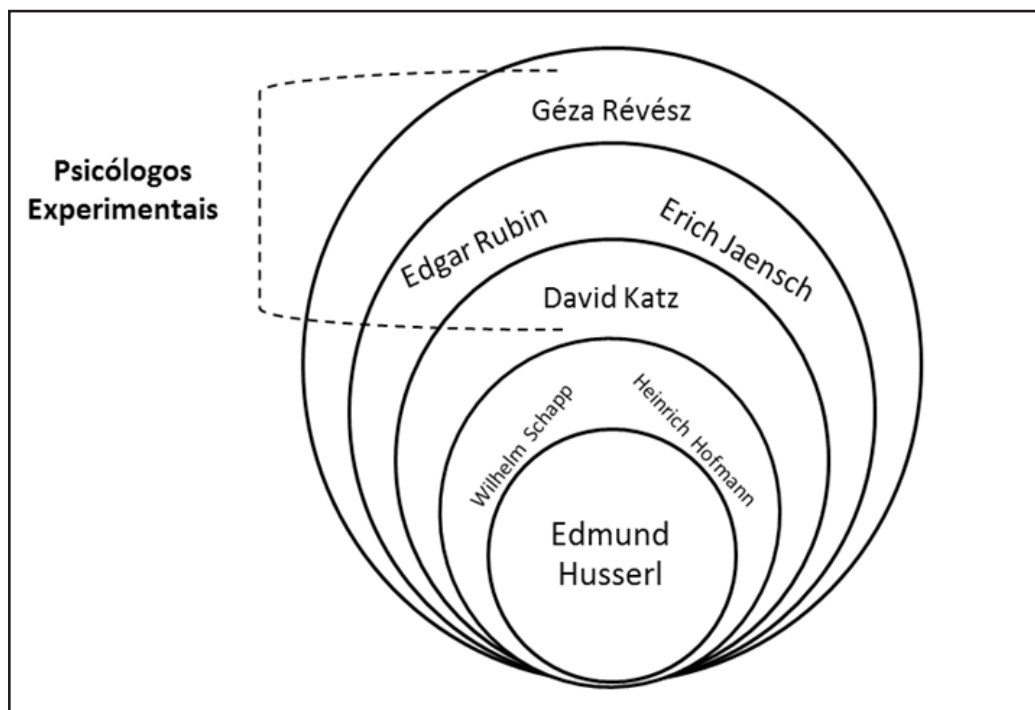 Géza Révész
Psicólogos
Experimentais
Edgar Rubin
Erich Jaensch
David Katz
Wilhelm Schapp
Heinrich Hofmann
Edmund
Husserl